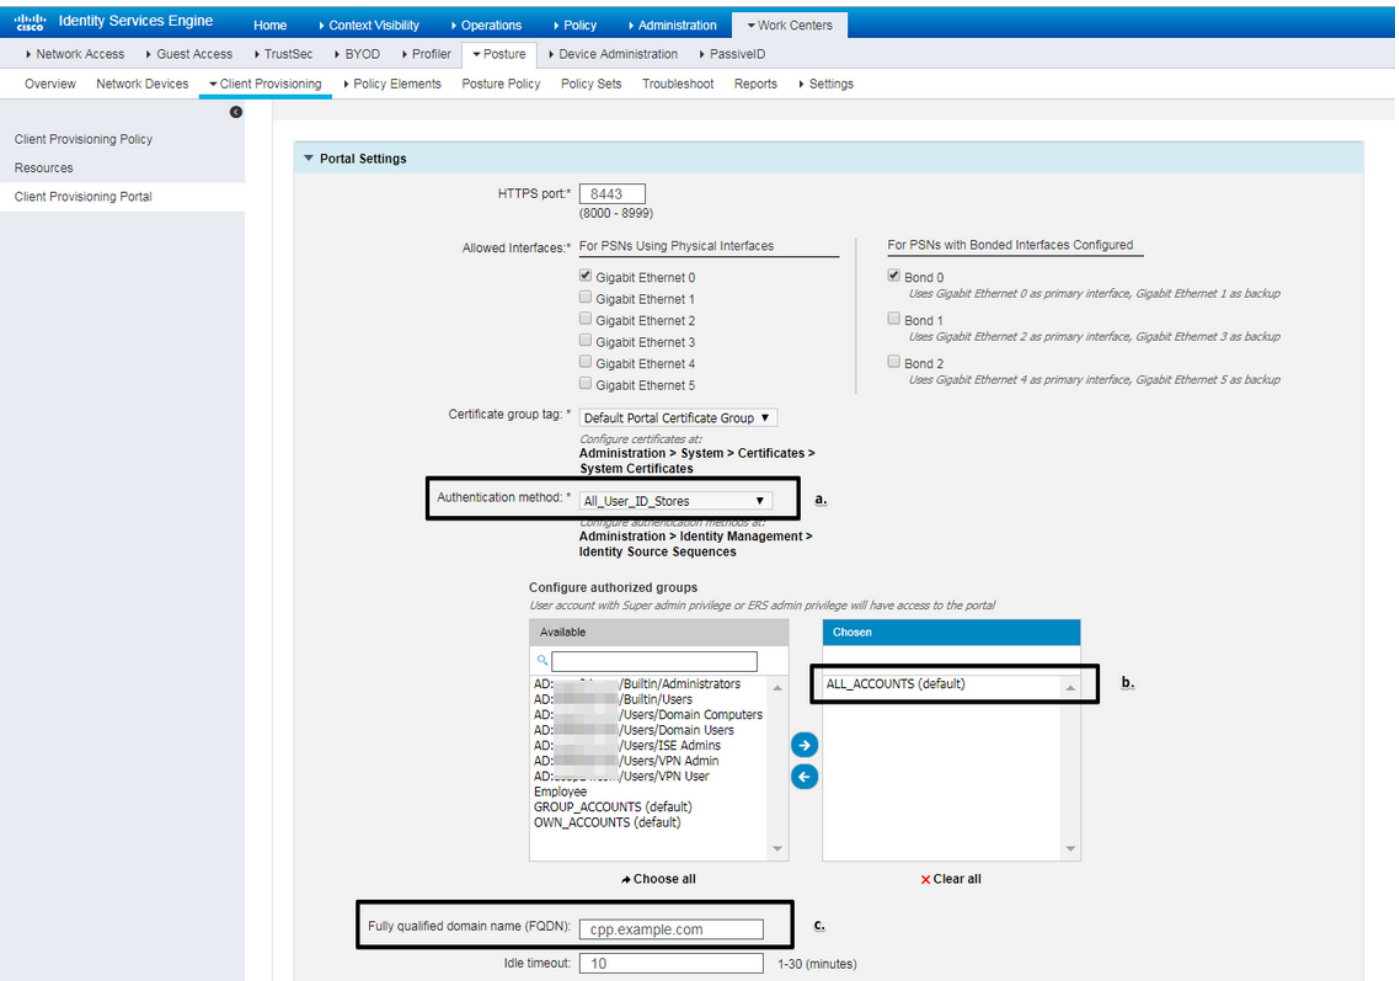 cisco Identity Services Engine Home Context Visibility Operations Policy Administration Work Centers
Network Access Guest Access TrustSec BYOD Profiler Posture Device Administration PassiveID
Overview Network Devices Client Provisioning Policy Elements Posture Policy Policy Sets Troubleshoot Reports Settings
Client Provisioning Policy
Resources
Client Provisioning Portal
Portal Settings
HTTPS port:* 8443
(8000 - 8999)
Allowed Interfaces:* For PSNs Using Physical Interfaces
Gigabit Ethernet 0
Gigabit Ethernet 1
Gigabit Ethernet 2
Gigabit Ethernet 3
Gigabit Ethernet 4
Gigabit Ethernet 5
For PSNs with Bonded Interfaces Configured
Bond 0
Uses Gigabit Ethernet 0 as primary interface, Gigabit Ethernet 1 as backup
Bond 1
Uses Gigabit Ethernet 2 as primary interface, Gigabit Ethernet 3 as backup
Bond 2
Uses Gigabit Ethernet 4 as primary interface, Gigabit Ethernet 5 as backup
Certificate group tag: * Default Portal Certificate Group
Configure certificates at:
Administration > System > Certificates >
System Certificates
Authentication method: * All_User_ID_Stores a.
Configure authentication methods at:
Administration > Identity Management >
Identity Source Sequences
Configure authorized groups
User account with Super admin privilege or ERS admin privilege will have access to the portal
Available
AD: /Builtin/Administrators
AD: /Builtin/Users
AD: /Users/Domain Computers
AD: /Users/Domain Users
AD: /Users/ISE Admins
AD: /Users/VPN Admin
AD: /Users/VPN User
Employee
GROUP_ACCOUNTS (default)
OWN_ACCOUNTS (default)
Choose all
Chosen
ALL_ACCOUNTS (default) b.
Clear all
Fully qualified domain name (FQDN): cpp.example.com c.
Idle timeout: 10 1-30 (minutes)